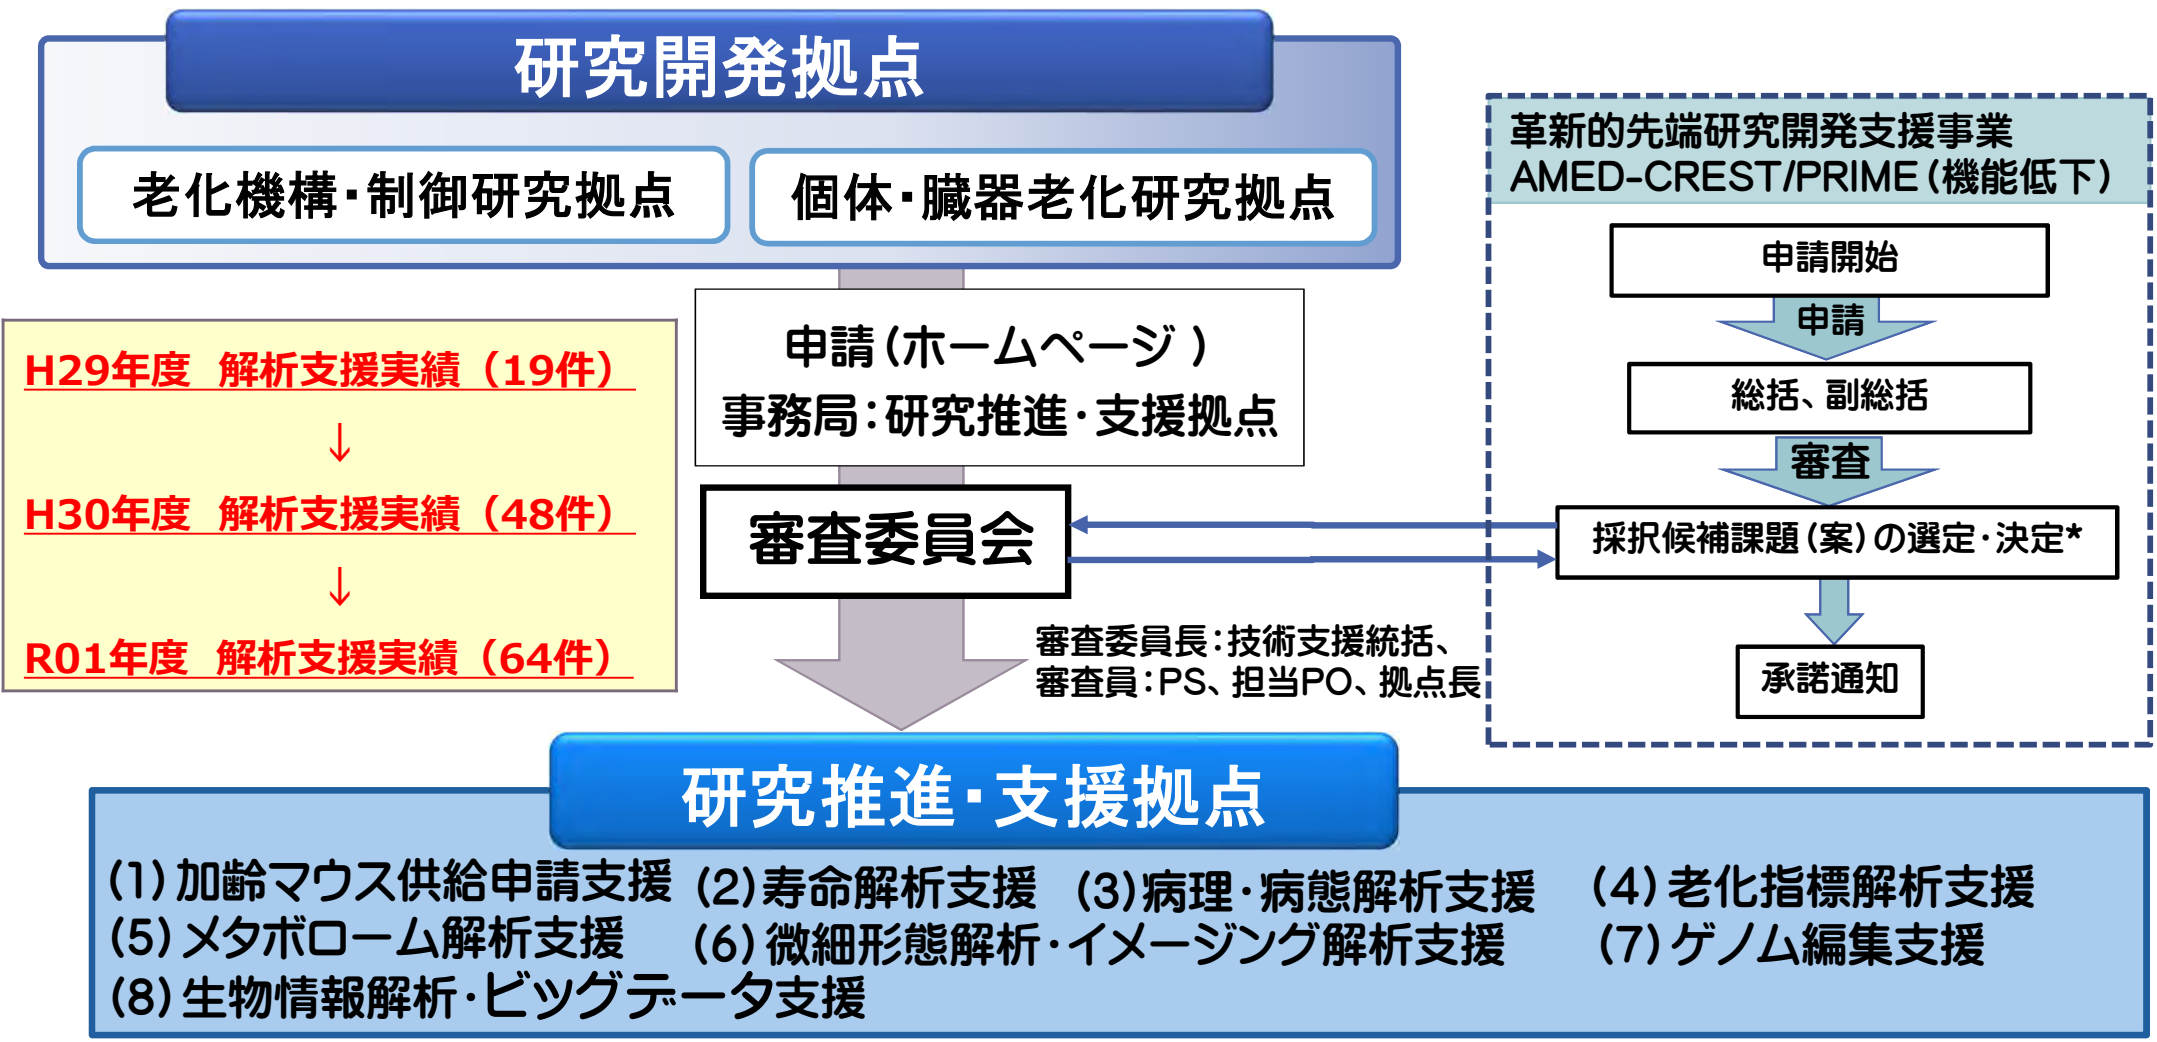 研究開発拠点
老化機構・制御研究拠点
個体・臓器老化研究拠点
申請(ホームページ )
事務局:研究推進・支援拠点
審査委員会
審査委員長:技術支援統括、
審査員:PS、担当PO、拠点長
H29年度 解析支援実績(19件)
↓
H30年度 解析支援実績(48件)
↓
R01年度 解析支援実績(64件)
革新的先端研究開発支援事業
AMED-CREST/PRIME(機能低下)
申請開始
申請
総括、副総括
審査
採択候補課題(案)の選定・決定*
承諾通知
研究推進・支援拠点
(1)加齢マウス供給申請支援 (2)寿命解析支援 (3)病理・病態解析支援 (4)老化指標解析支援
(5)メタボローム解析支援 (6)微細形態解析・イメージング解析支援 (7)ゲノム編集支援
(8)生物情報解析・ビッグデータ支援